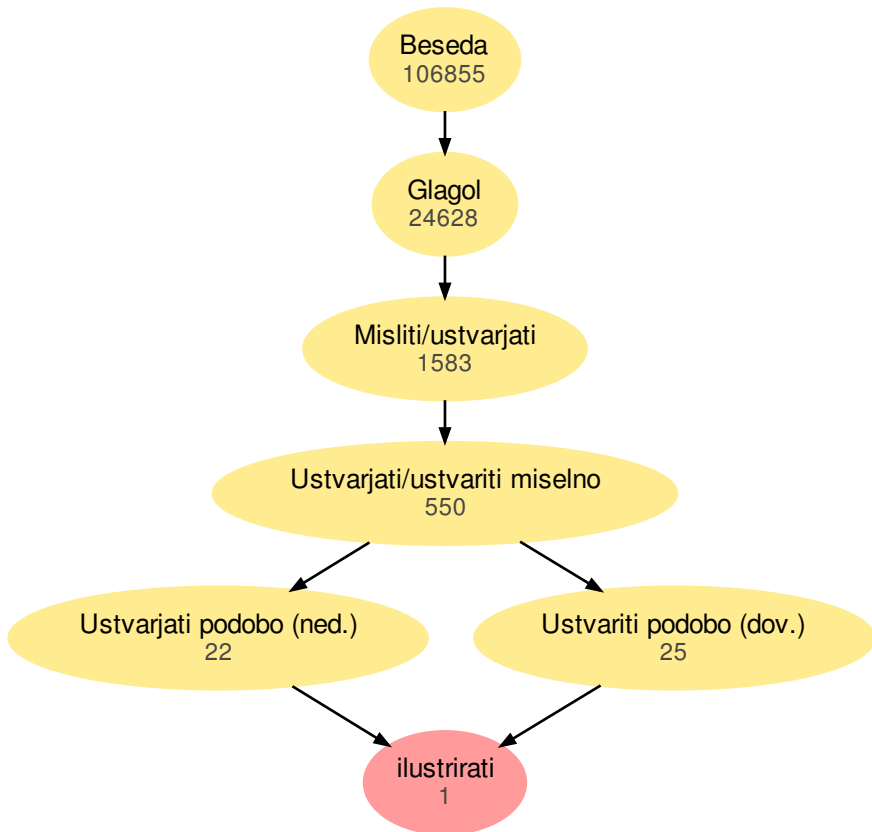 Beseda
106855
Glagol
24628
Misliti/ustvarjati
1583
Ustvarjati/ustvariti miselno
550
Ustvarjati podobo (ned.)
22
Ustvariti podobo (dov.)
25
ilustrirati
1